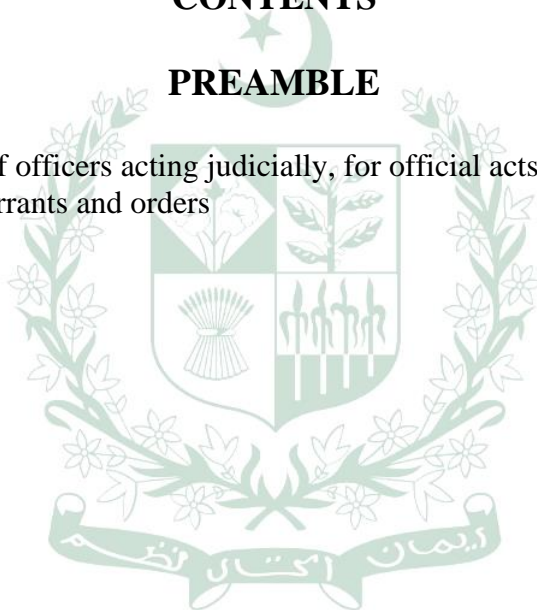 CONTENTS
PREAMBLE
f officers acting judicially, for official acts
rrants and orders
ایمان اتحاد نظم